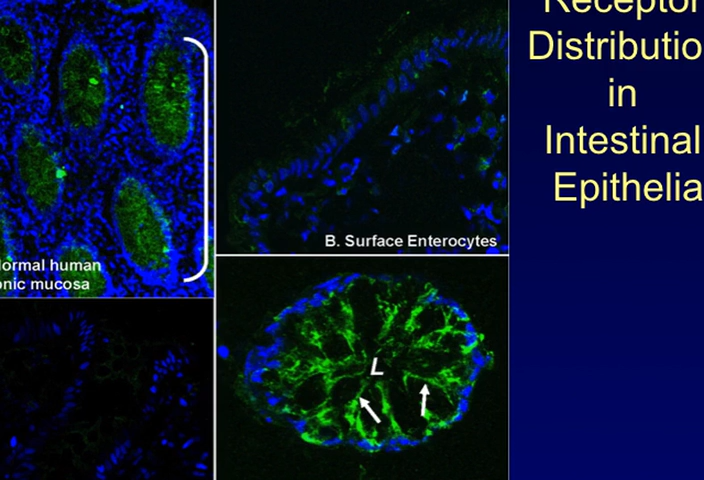 Receptor
Distributio
in
Intestinal
Epithelia
ormal human
onic mucosa
B. Surface Enterocytes
L